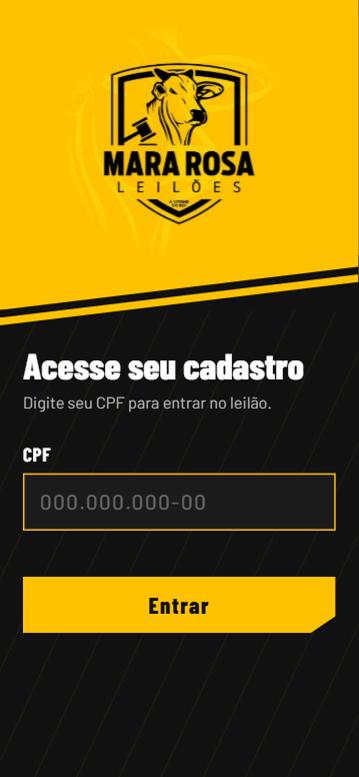 MARA ROSA
LEILÕES
Acesse seu cadastro
Digite seu CPF para entrar no leilão.
CPF
000.000.000-00
Entrar